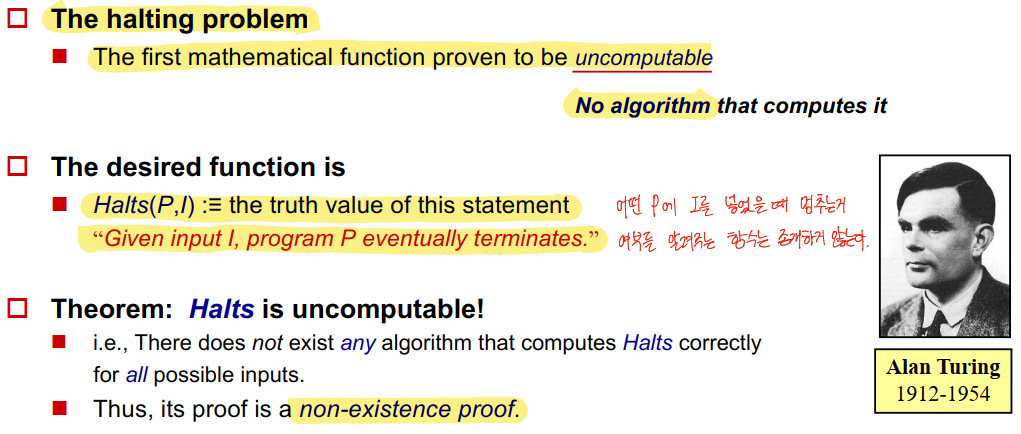 The halting problem
The first mathematical function proven to be uncomputable
No algorithm that computes it
The desired function is
Halts(P,I) :≡ the truth value of this statement
“Given input I, program P eventually terminates.”
어떤 P에 I를 넣었을때 멈추는거
여부를 알려주는 함수는 존재하지 않는다.
Theorem: Halts is uncomputable!
i.e., There does not exist any algorithm that computes Halts correctly
for all possible inputs.
Thus, its proof is a non-existence proof.
Alan Turing
1912-1954